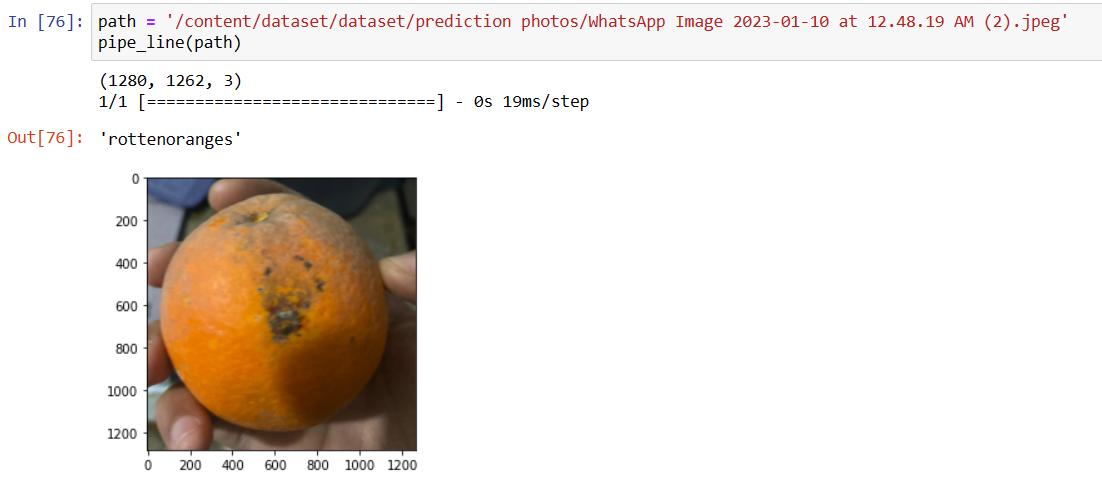 In [76]: path = '/content/dataset/dataset/prediction photos/WhatsApp Image 2023-01-10 at 12.48.19 AM (2).jpeg'
pipe_line(path)
(1280, 1262, 3)
1/1 [==============================] - 0s 19ms/step
Out[76]: 'rottenoranges'
0
200
400
600
800
1000
1200
0 200 400 600 800 1000 1200